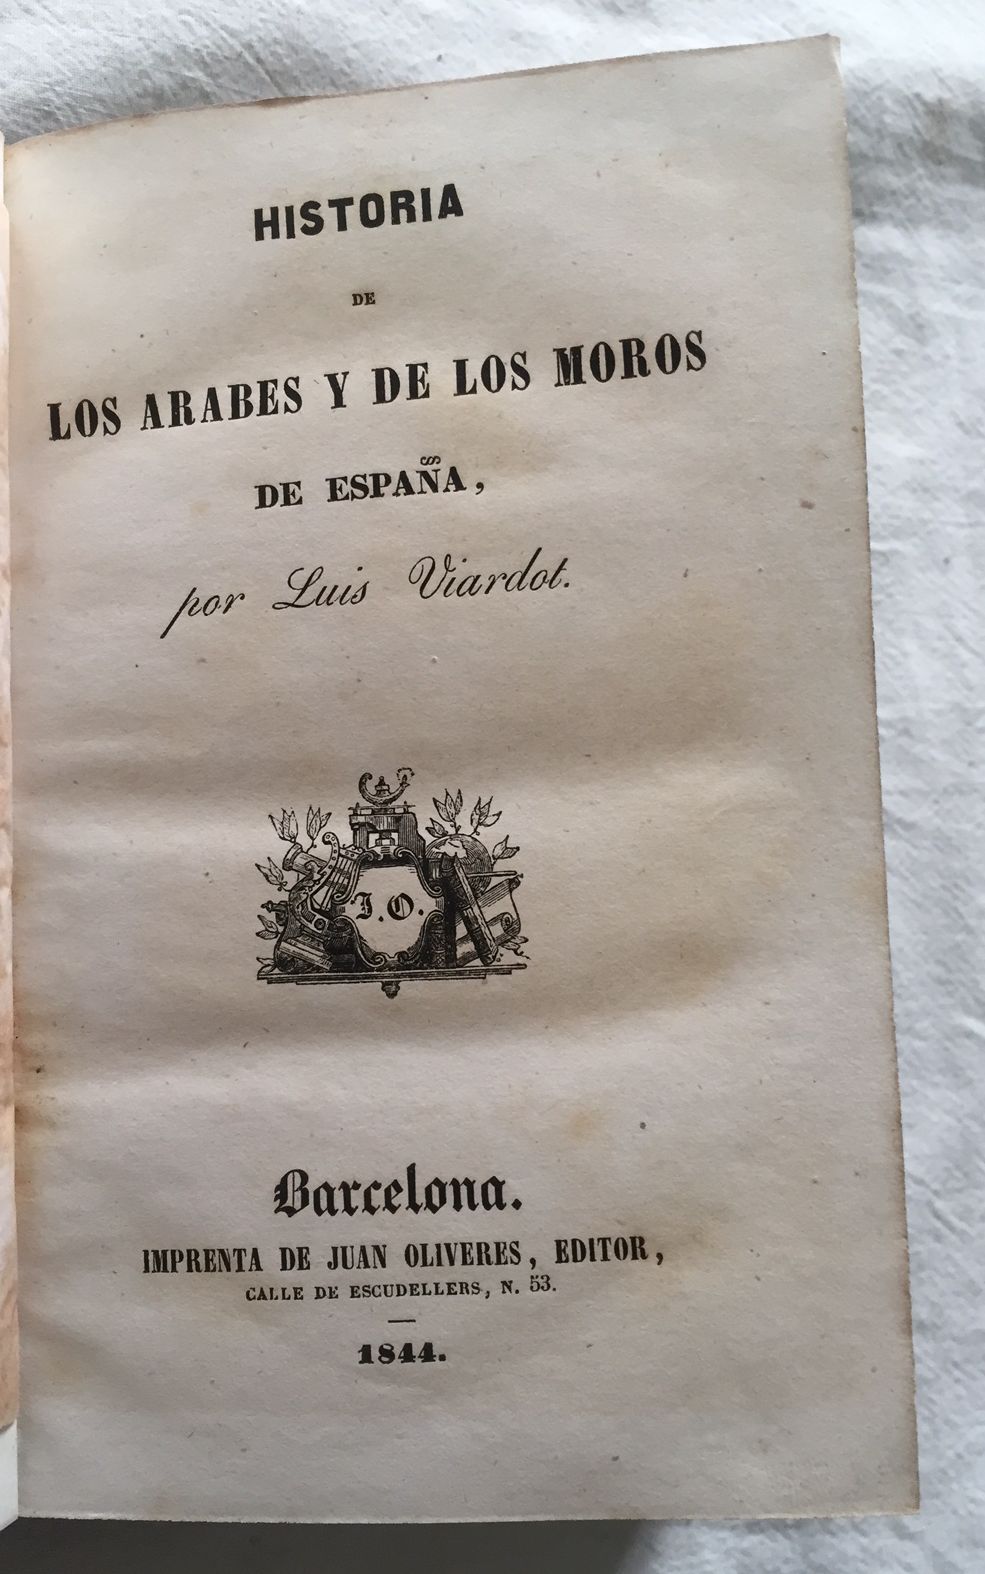 HISTORIA
DE
LOS ARABES Y DE LOS MOROS
DE ESPAÑA,
por Luis Viardot.
J.O.
Barcelona.
IMPRENTA DE JUAN OLIVERES, EDITOR,
CALLE DE ESCUDELLERS, N. 53.
1844.